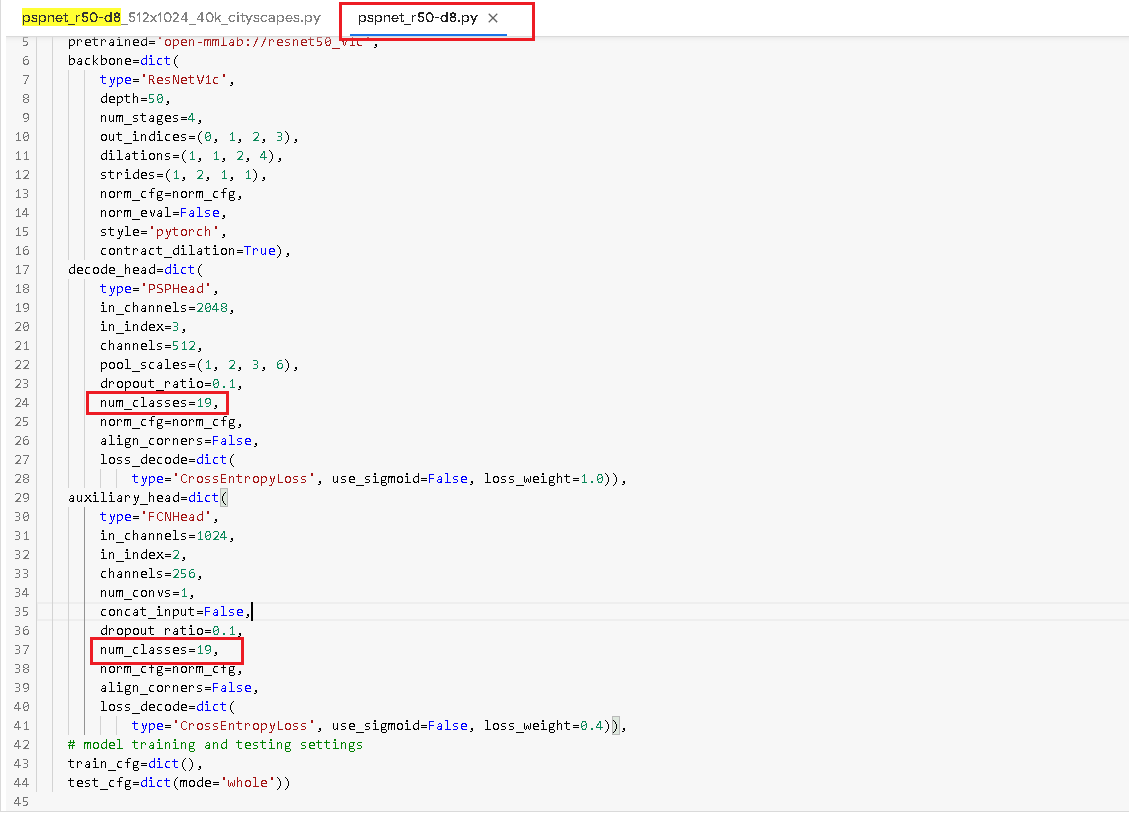 pspnet_r50-d8_512x1024_40k_cityscapes.py pspnet_r50-d8.py ×
5 pretrained='open-mmlab://resnet50_v1c',
6 backbone=dict(
7 type='ResNetV1c',
8 depth=50,
9 num_stages=4,
10 out_indices=(0, 1, 2, 3),
11 dilations=(1, 1, 2, 4),
12 strides=(1, 2, 1, 1),
13 norm_cfg=norm_cfg,
14 norm_eval=False,
15 style='pytorch',
16 contract_dilation=True),
17 decode_head=dict(
18 type='PSPHead',
19 in_channels=2048,
20 in_index=3,
21 channels=512,
22 pool_scales=(1, 2, 3, 6),
23 dropout_ratio=0.1,
24 num_classes=19,
25 norm_cfg=norm_cfg,
26 align_corners=False,
27 loss_decode=dict(
28 type='CrossEntropyLoss', use_sigmoid=False, loss_weight=1.0)),
29 auxiliary_head=dict(
30 type='FCNHead',
31 in_channels=1024,
32 in_index=2,
33 channels=256,
34 num_convs=1,
35 concat_input=False,
36 dropout_ratio=0.1,
37 num_classes=19,
38 norm_cfg=norm_cfg,
39 align_corners=False,
40 loss_decode=dict(
41 type='CrossEntropyLoss', use_sigmoid=False, loss_weight=0.4)),
42 # model training and testing settings
43 train_cfg=dict(),
44 test_cfg=dict(mode='whole'))
45